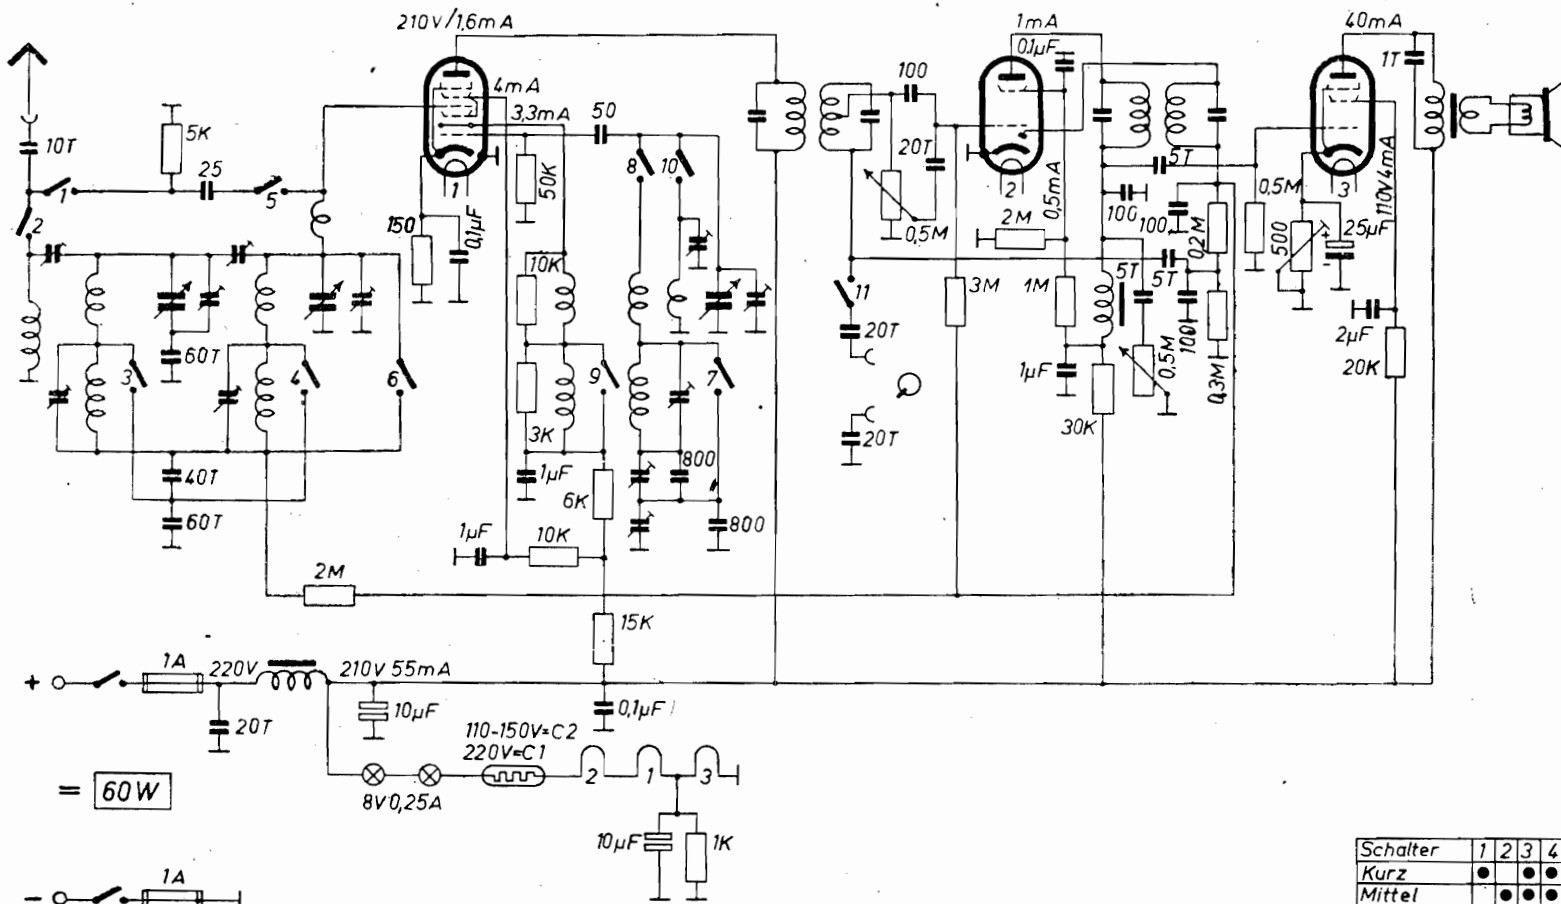 210V/1,6mA
1mA
40mA
0,1µF
1T
4mA
3,3mA
50
100
10T
5K
25
1
5
2
1
50K
8
10
20T
2
0,5mA
5T
3
110V4mA
150
0,1µF
0,5M
2M
100
100
0,2M
0,5M
500
+
25µF
-
10K
11
3M
1M
5T
5T
60T
20T
100
2µF
3
4
6
9
7
1µF
0,5M
0,3M
20K
3K
20T
30K
40T
1µF
800
6K
60T
800
1µF
10K
2M
15K
+
1A
220V
210V 55mA
20T
10µF
0,1µF
110-150V=C2
220V=C1
2
1
3
= 60W
8V0,25A
10µF
1K
Schalter 1 2 3 4
Kurz
Mittel
-
1A